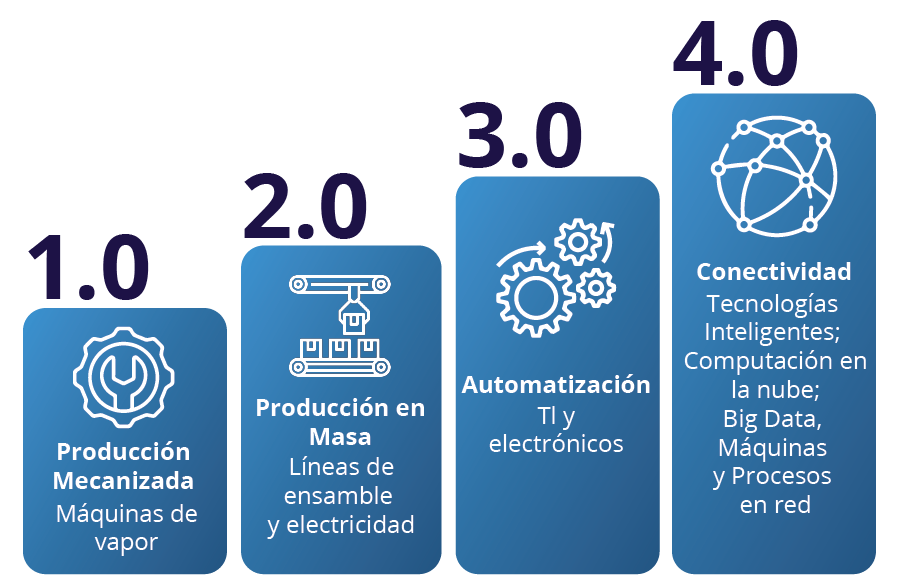 1.0
Producción
Mecanizada
Máquinas de
vapor
2.0
Producción en
Masa
Líneas de
ensamble
y electricidad
3.0
Automatización
Tl y
electrónicos
4.0
Conectividad
Tecnologías
Inteligentes;
Computación en
la nube;
Big Data,
Máquinas
y Procesos
en red